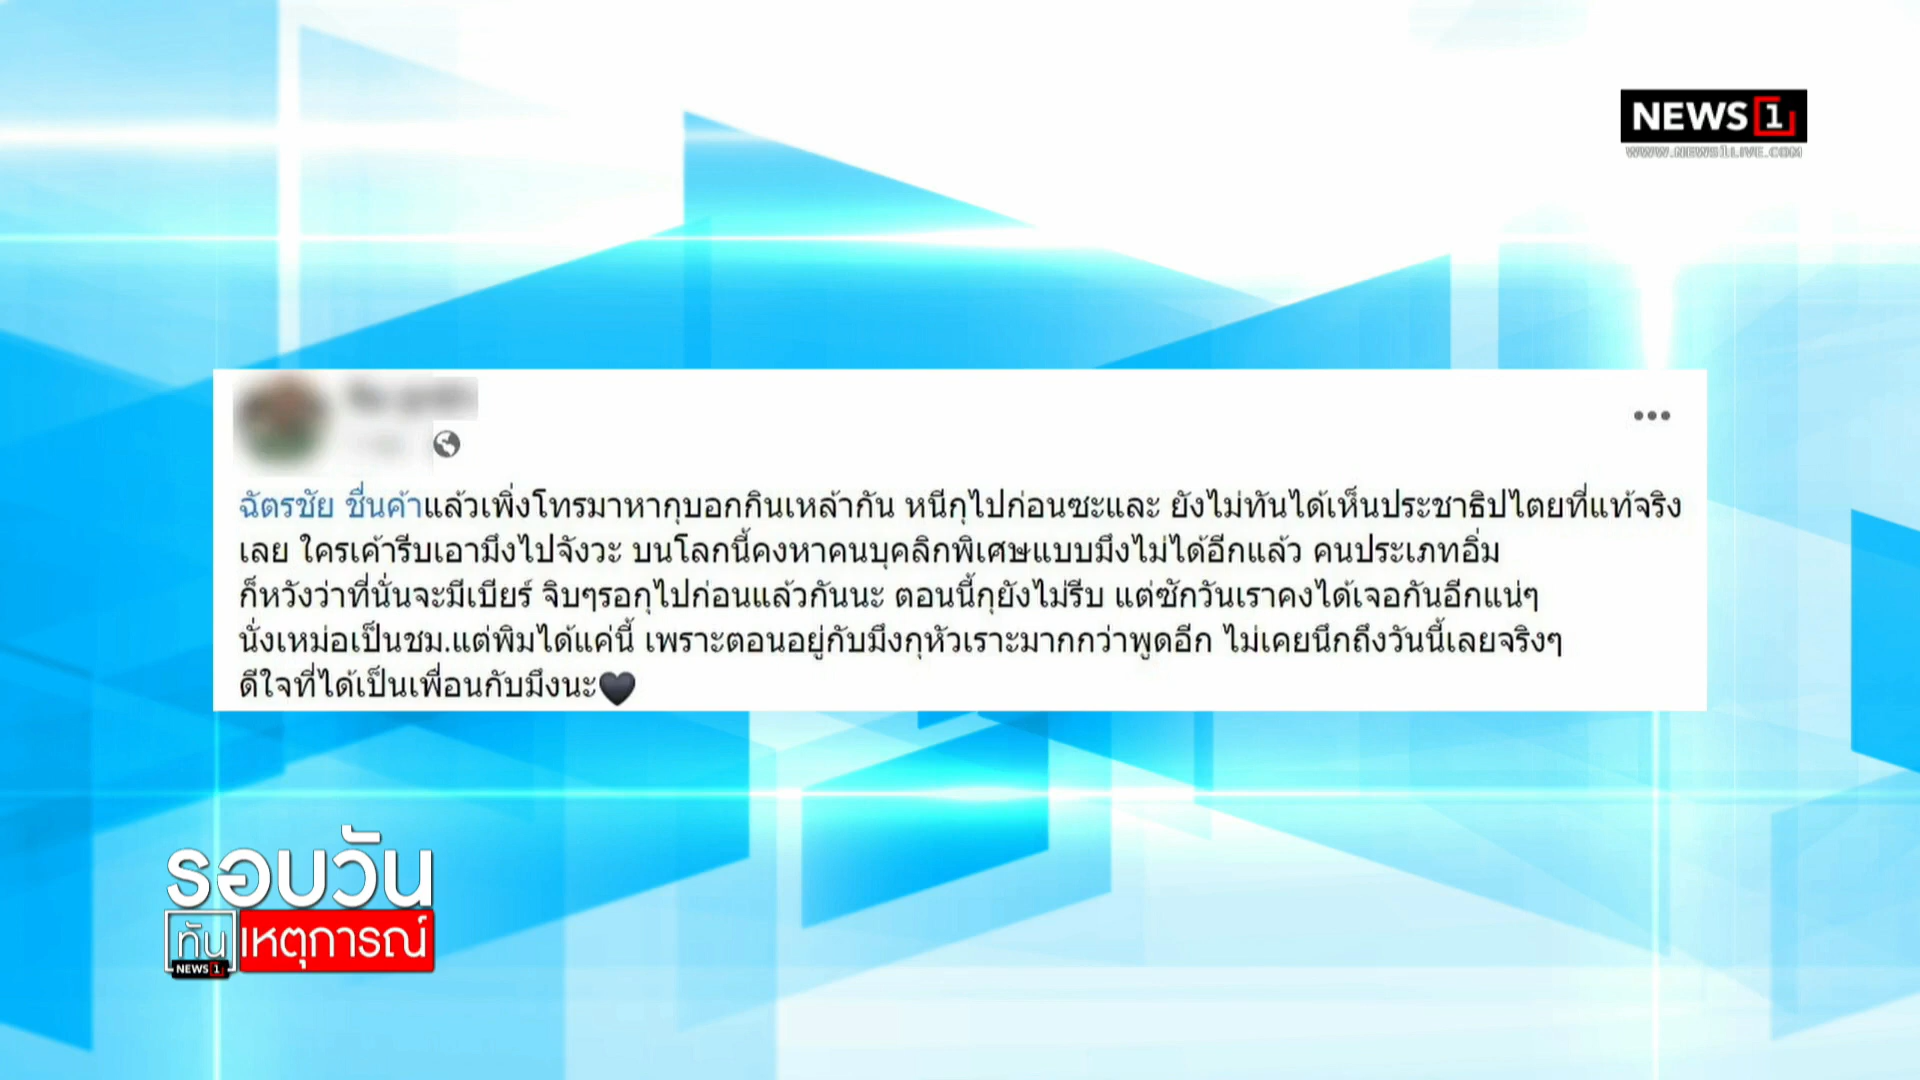 NEWS 1
WWW.NEWS1LIVE.COM
ฉัตรชัย ชื่นค้าแล้วเพิ่งโทรมาหากุบอกกินเหล้ากัน หนีกุไปก่อนซะและ ยังไม่ทันได้เห็นประชาธิปไตยที่แท้จริง
เลย ใครเค้ารีบเอามึงไปจังวะ บนโลกนี้คงหาคนบุคลิกพิเศษแบบมึงไม่ได้อีกแล้ว คนประเภทอิ่ม
ก็หวังว่าที่นั่นจะมีเบียร์ จิบๆรอกุไปก่อนแล้วกันนะ ตอนนี้กุยังไม่รีบ แต่ซักวันเราคงได้เจอกันอีกแน่ๆ
นั่งเหม่อเป็นชม.แต่พิมได้แค่นี้ เพราะตอนอยู่กับมึงกุหัวเราะมากกว่าพูดอีก ไม่เคยนึกถึงวันนี้เลยจริงๆ
ดีใจที่ได้เป็นเพื่อนกับมึงนะ🖤
รอบวัน
ทันเหตุการณ์
NEWS 1